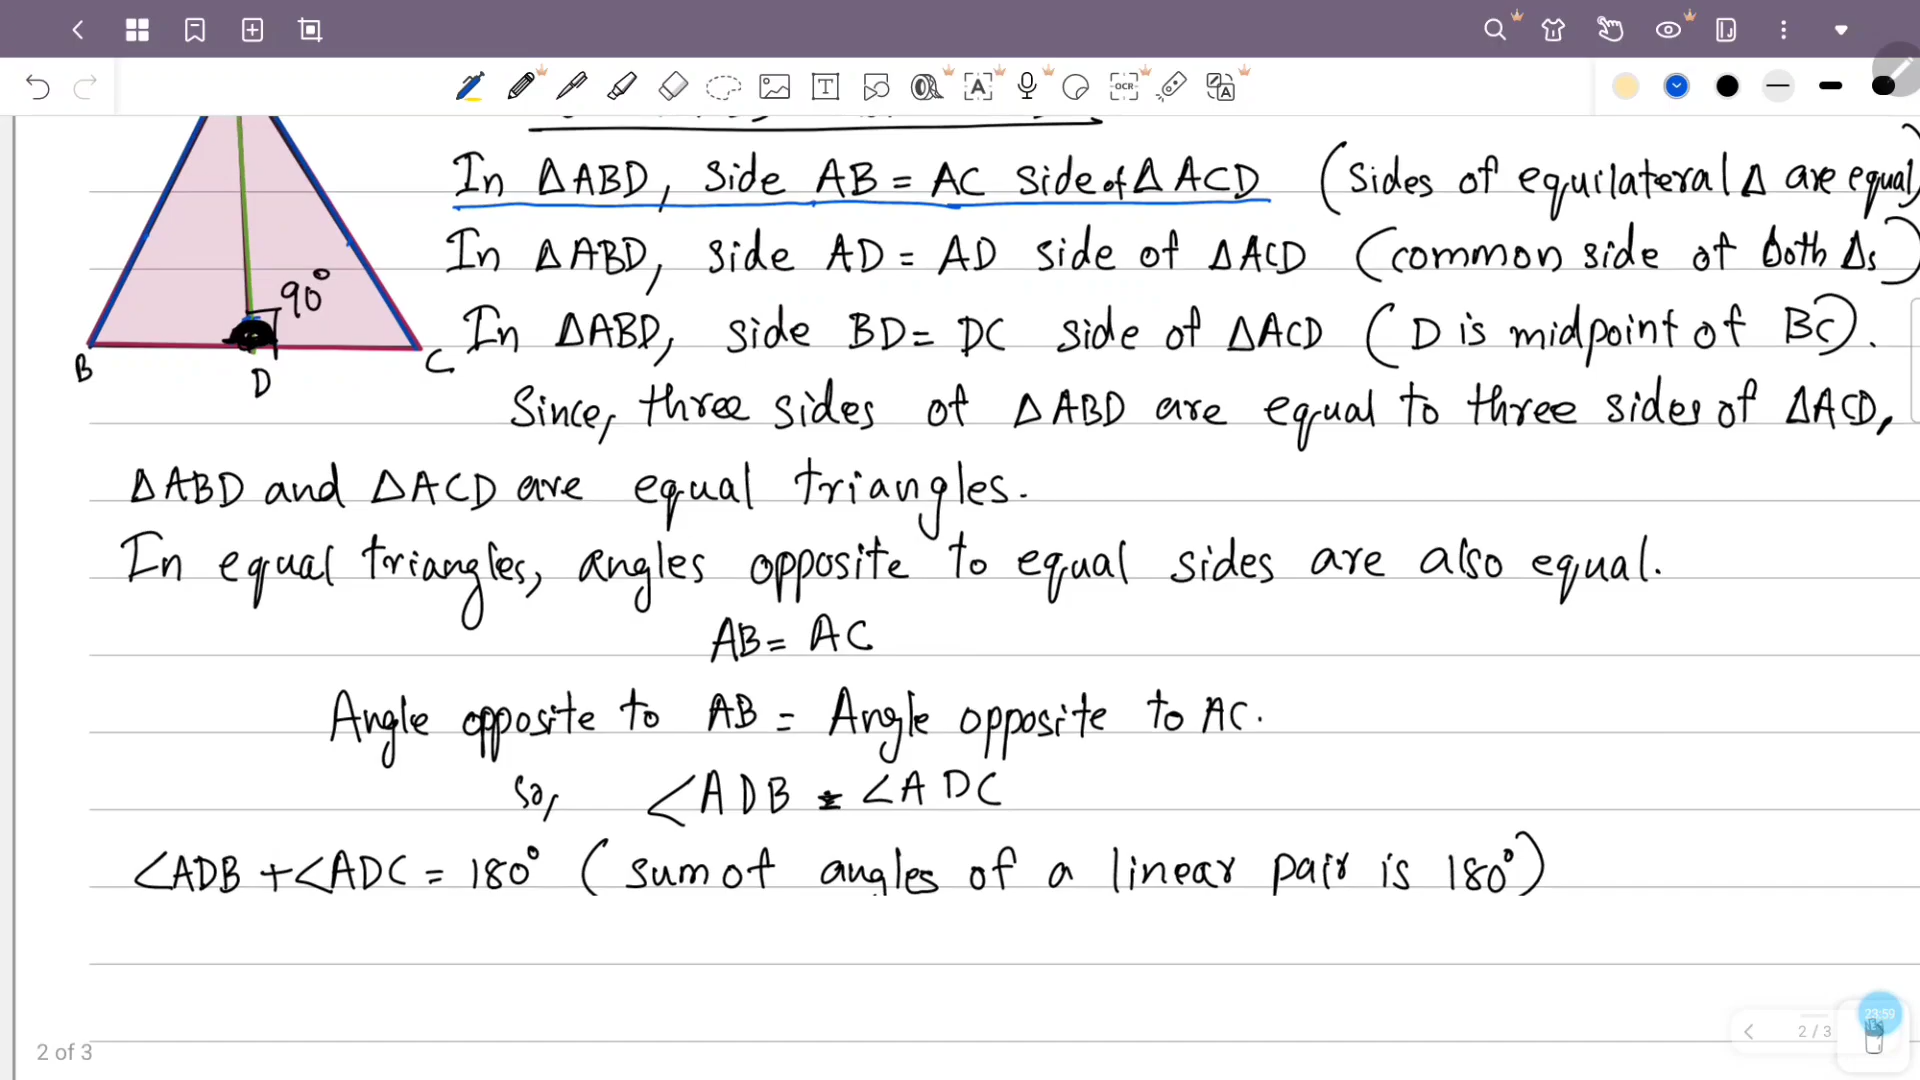 In ΔABD, side AB = AC side of Δ ACD (sides of equilateral Δ are equal)
In ΔABD, side AD = AD side of ΔACD (common side of both Δs)
90°
In ΔABD, side BD = DC side of ΔACD (D is midpoint of BC).
B
D
C
Since, three sides of ΔABD are equal to three sides of ΔACD,
ΔABD and ΔACD are equal triangles.
In equal triangles, angles opposite to equal sides are also equal.
AB = AC
Angle opposite to AB = Angle opposite to AC.
so, ∠ADB = ∠ADC
∠ADB + ∠ADC = 180° (sum of angles of a linear pair is 180°)
2 of 3
2 / 3
23:59
OCR
T
A
A